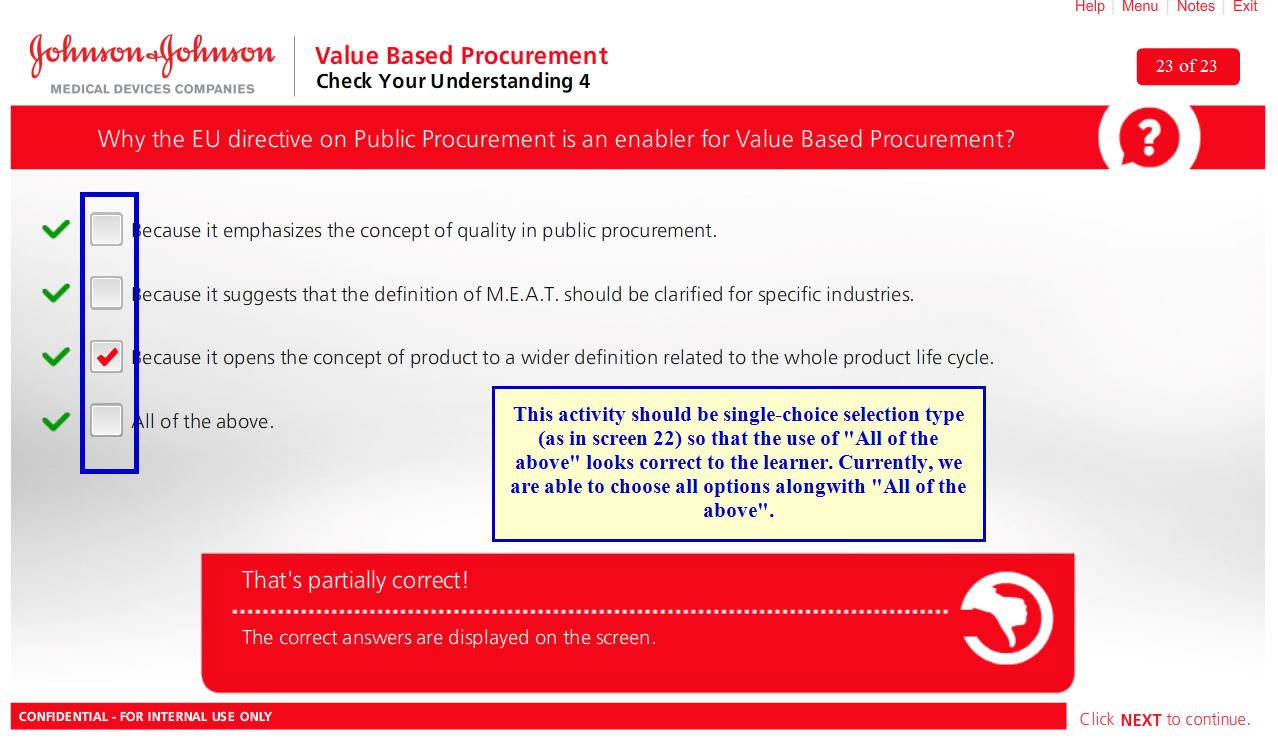 Help | Menu | Notes | Exit
Johnson & Johnson
MEDICAL DEVICES COMPANIES
Value Based Procurement
Check Your Understanding 4
23 of 23
Why the EU directive on Public Procurement is an enabler for Value Based Procurement?
?
Because it emphasizes the concept of quality in public procurement.
Because it suggests that the definition of M.E.A.T. should be clarified for specific industries.
Because it opens the concept of product to a wider definition related to the whole product life cycle.
All of the above.
This activity should be single-choice selection type
(as in screen 22) so that the use of "All of the
above" looks correct to the learner. Currently, we
are able to choose all options alongwith "All of the
above".
That's partially correct!
The correct answers are displayed on the screen.
CONFIDENTIAL - FOR INTERNAL USE ONLY
Click NEXT to continue.